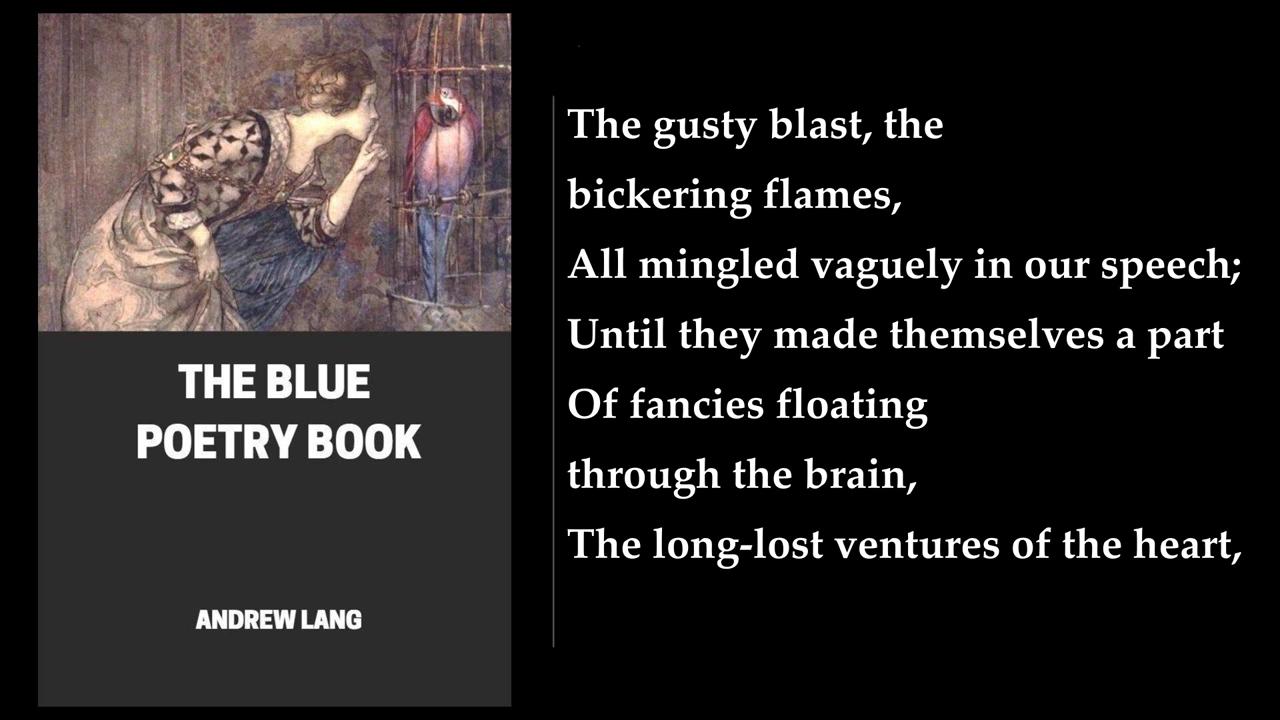 THE BLUE
POETRY BOOK
ANDREW LANG
The gusty blast, the
bickering flames,
All mingled vaguely in our speech;
Until they made themselves a part
Of fancies floating
through the brain,
The long-lost ventures of the heart,